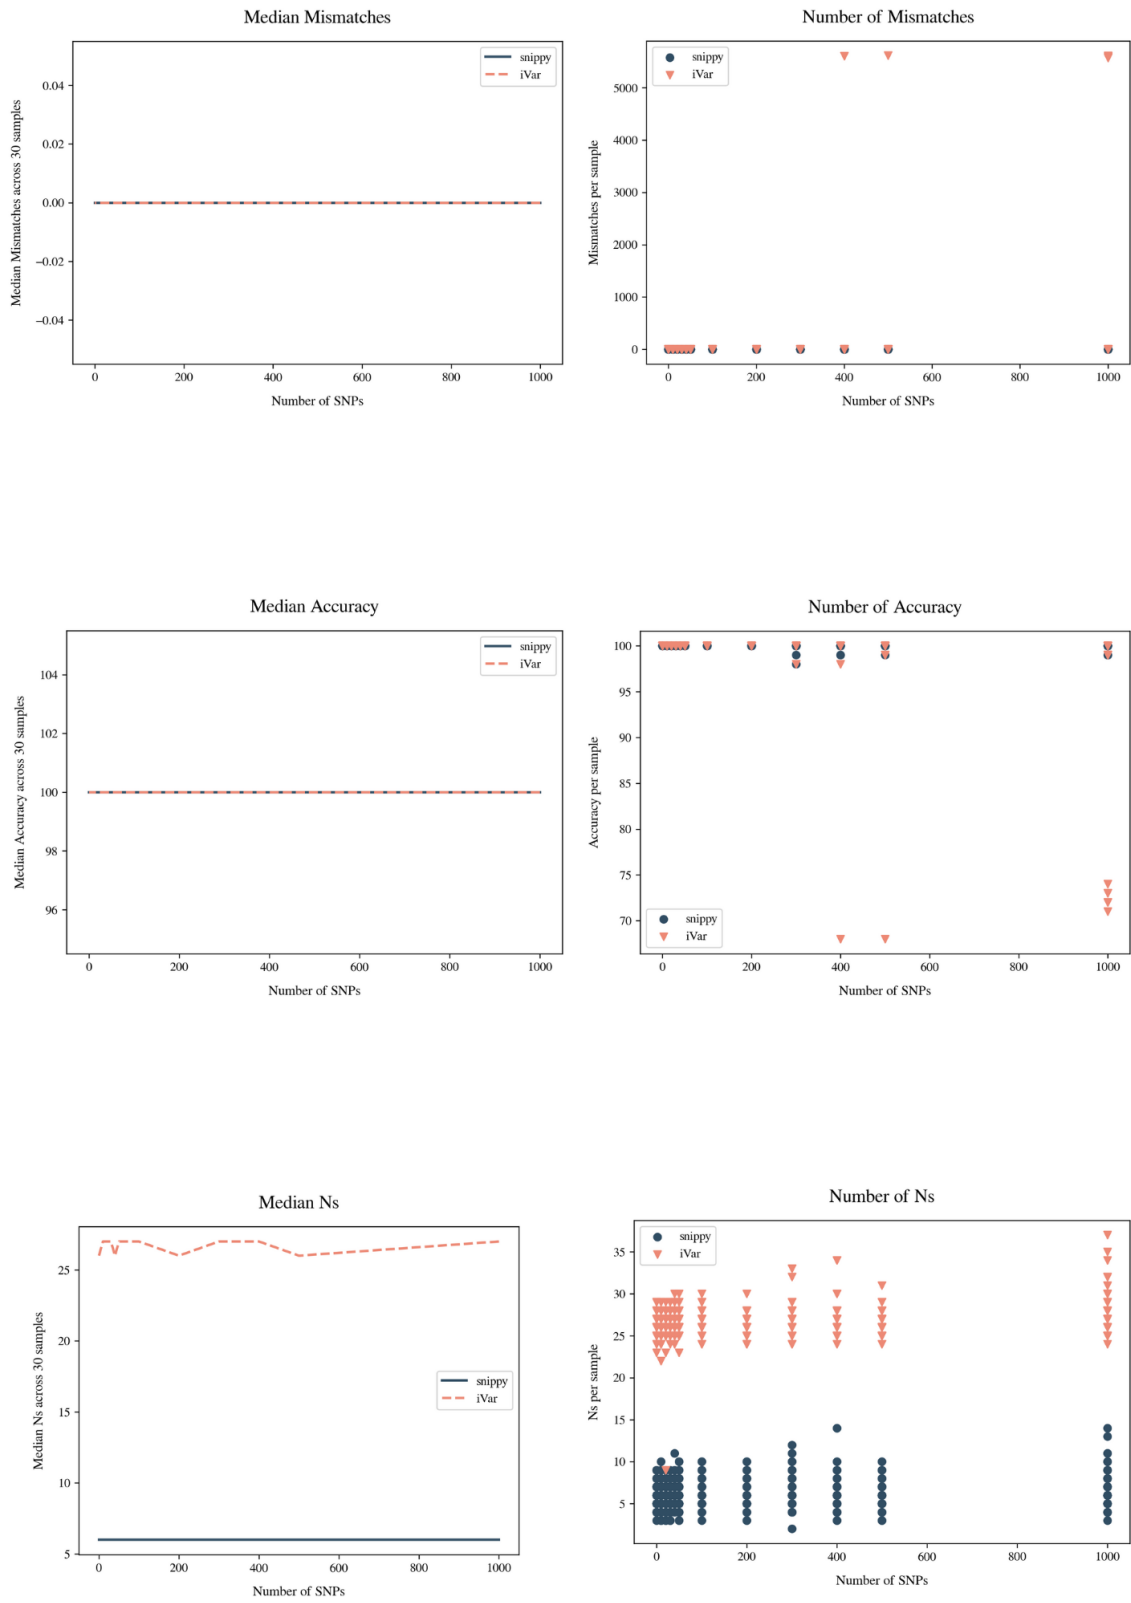 Median Mismatches
Median Mismatches across 30 samples
0.04
0.02
0.00
−0.02
−0.04
snippy
iVar
0 200 400 600 800 1000
Number of SNPs
Number of Mismatches
Mismatches per sample
5000
4000
3000
2000
1000
0
snippy
iVar
0 200 400 600 800 1000
Number of SNPs
Median Accuracy
Median Accuracy across 30 samples
104
102
100
98
96
snippy
iVar
0 200 400 600 800 1000
Number of SNPs
Number of Accuracy
Accuracy per sample
100
95
90
85
80
75
70
snippy
iVar
0 200 400 600 800 1000
Number of SNPs
Median Ns
Median Ns across 30 samples
25
20
15
10
5
snippy
iVar
0 200 400 600 800 1000
Number of SNPs
Number of Ns
Ns per sample
35
30
25
20
15
10
5
snippy
iVar
0 200 400 600 800 1000
Number of SNPs